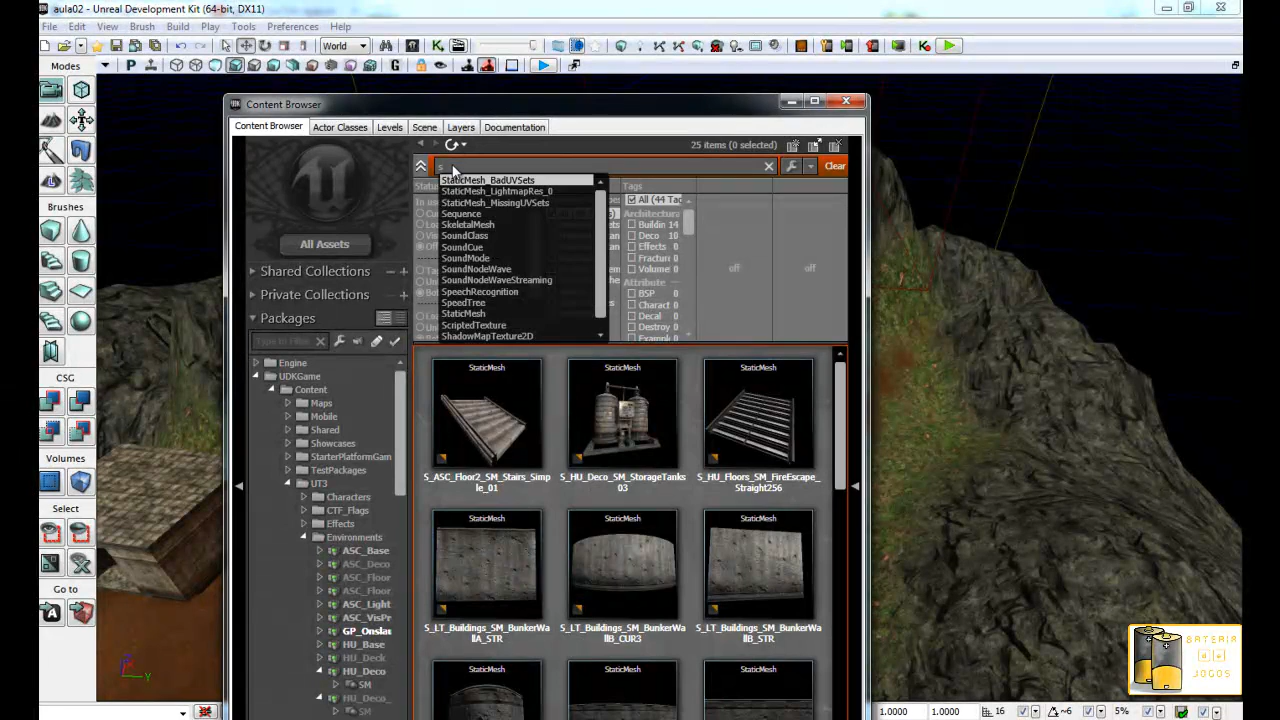 aula02 - Unreal Development Kit (64-bit, DX11)
File Edit View Brush Build Play Tools Preferences Help
World
Modes
Content Browser
Content Browser Actor Classes Levels Scene Layers Documentation
25 items (0 selected)
s
Clear
StaticMesh_BadUVSets
StaticMesh_LightmapRes_0
StaticMesh_MissingUVSets
Sequence
SkeletalMesh
SoundClass
SoundCue
SoundMode
SoundNodeWave
SoundNodeWaveStreaming
SpeechRecognition
SpeedTree
StaticMesh
ScriptedTexture
ShadowMapTexture2D
Tags
All (44 Tag
Architectura
Buildin 14
Deco 10
Effects 0
Fractur 0
Volume 0
Attribute
BSP 0
Charact 0
Decal 0
Destroy 0
Exampl 0
off
off
All Assets
Shared Collections
Private Collections
Packages
Engine
UDKGame
Content
Maps
Mobile
Shared
Showcases
StarterPlatformGam
TestPackages
UT3
Characters
CTF_Flags
Effects
Environments
ASC_Base
ASC_Deco
ASC_Floor
ASC_Light
ASC_VisPr
GP_Onslau
HU_Base
HU_Deck
HU_Deco
SM
HU_Deco_
SM
StaticMesh
S_ASC_Floor2_SM_Stairs_Simp
le_01
StaticMesh
S_HU_Deco_SM_StorageTanks
03
StaticMesh
S_HU_Floors_SM_FireEscape_
Straight256
StaticMesh
S_LT_Buildings_SM_BunkerWa
llA_STR
StaticMesh
S_LT_Buildings_SM_BunkerWa
llB_CUR3
StaticMesh
S_LT_Buildings_SM_BunkerWa
llB_STR
StaticMesh
StaticMesh
StaticMesh
Brushes
CSG
Volumes
Select
Go to
BATERIA
de
JOGOS
1.0000 1.0000 16 ~6 5%